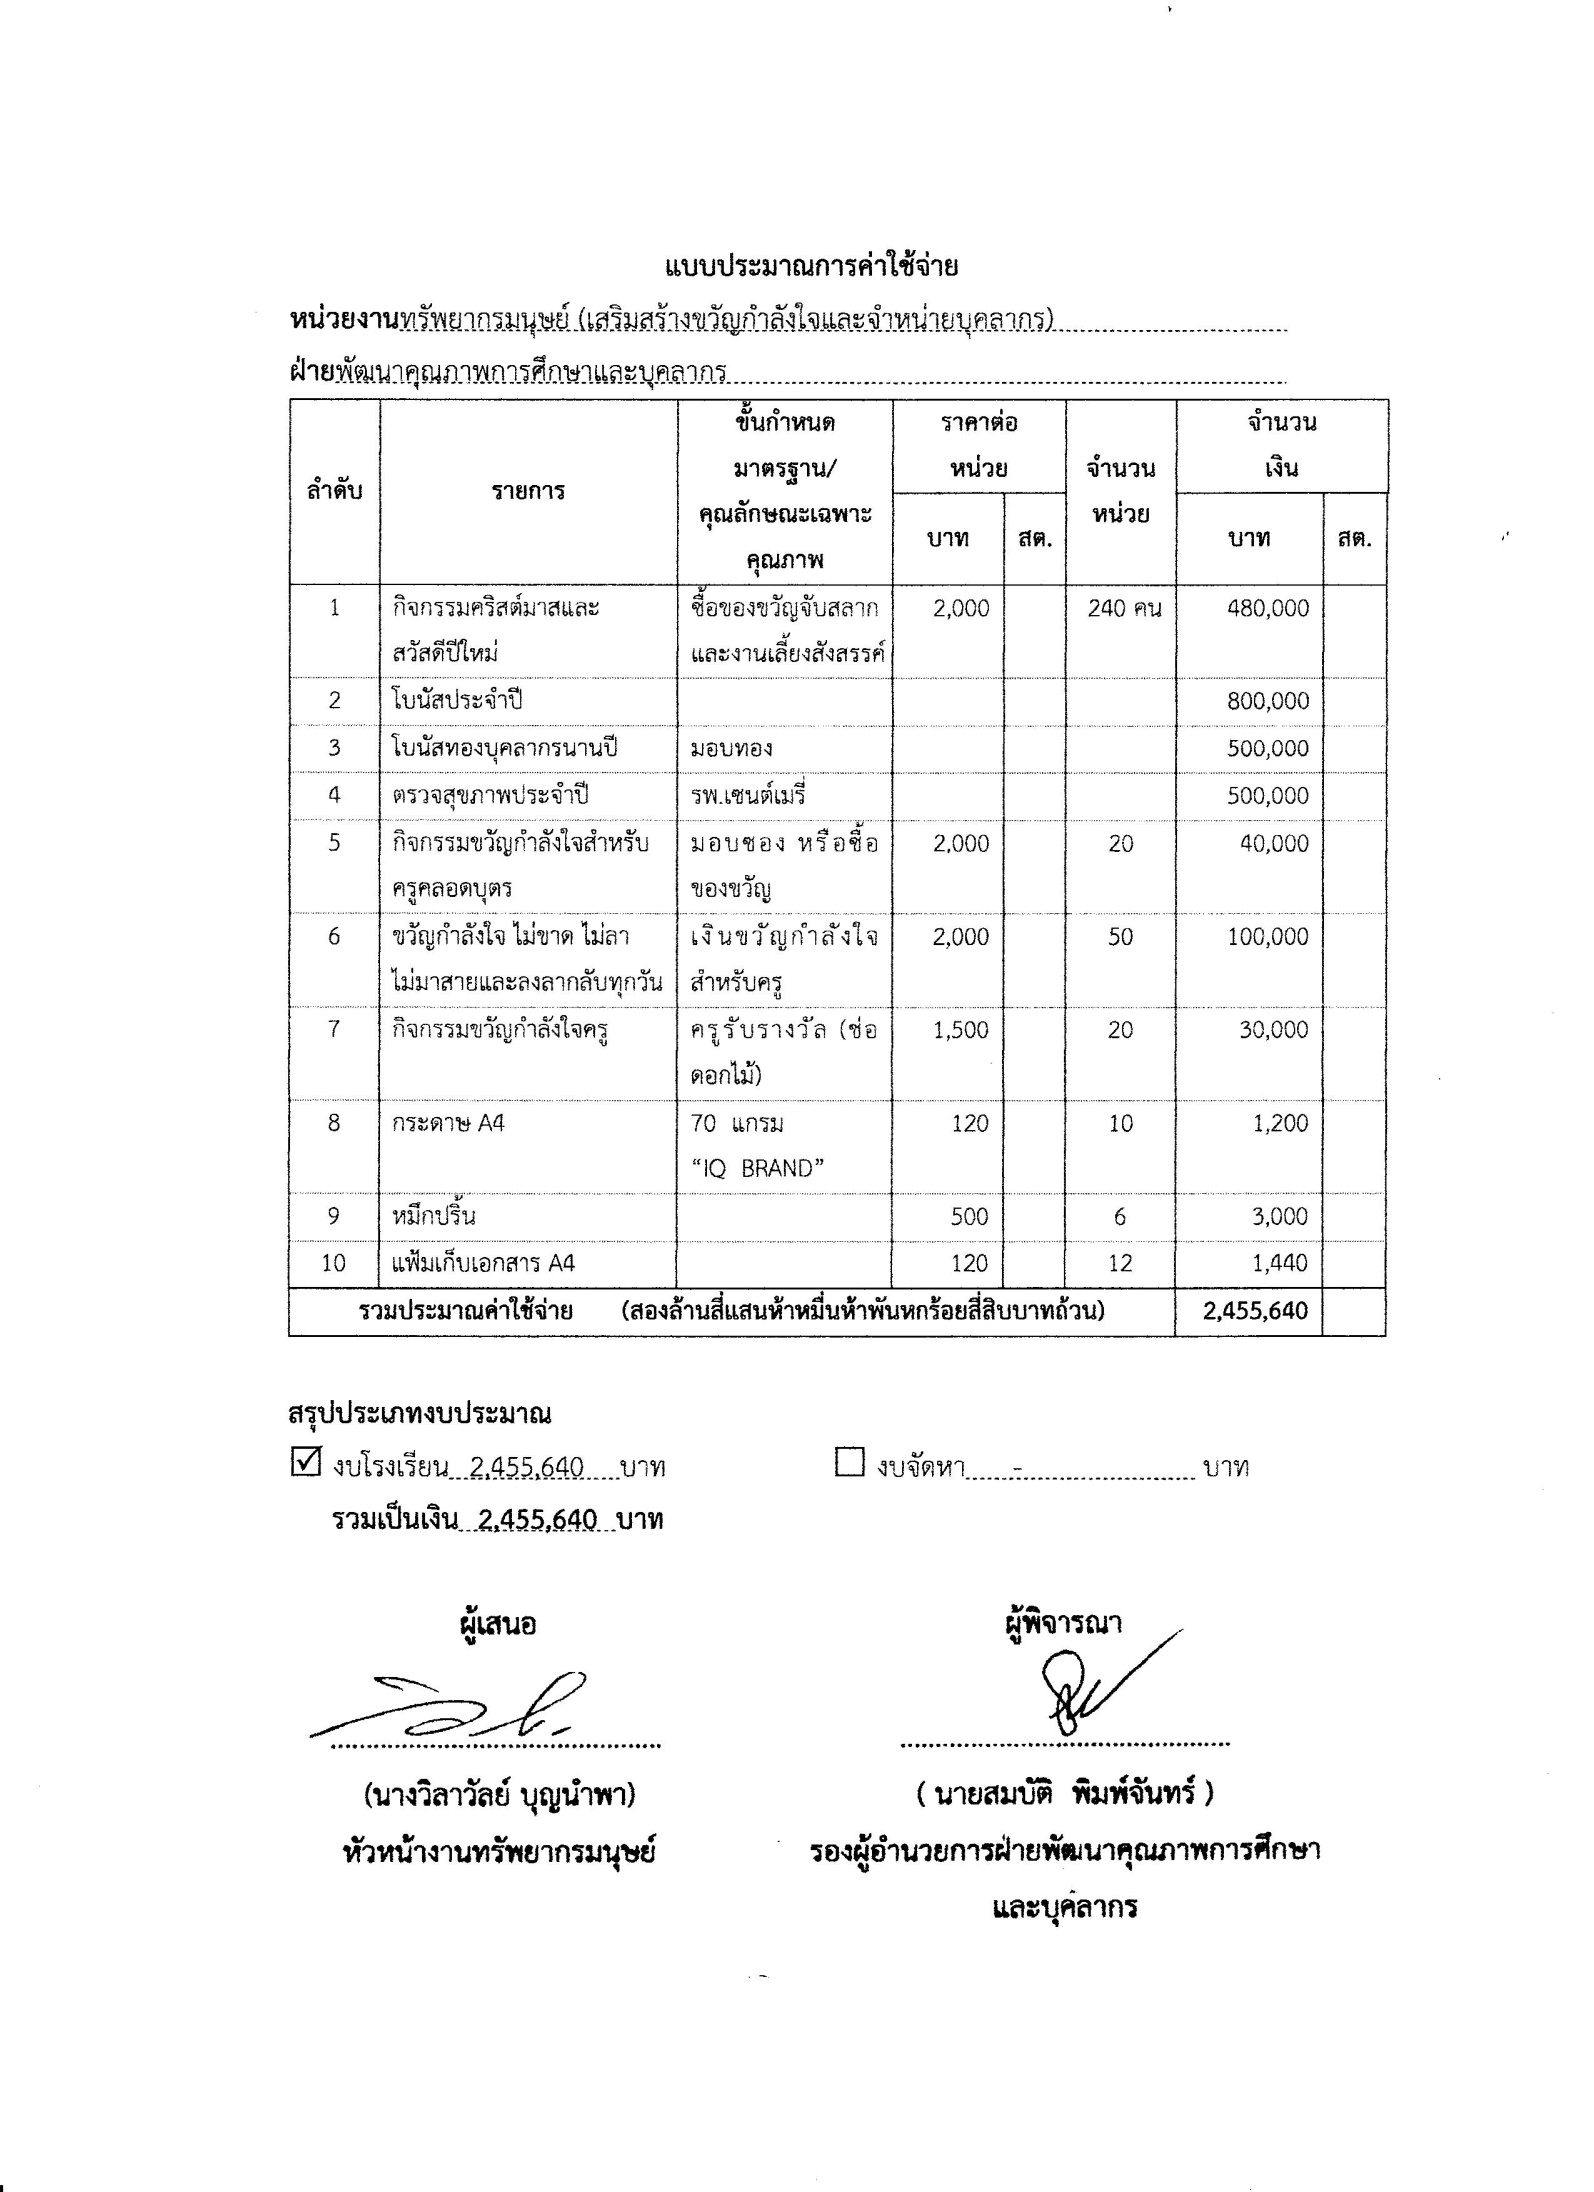 แบบประมาณการค่าใช้จ่าย
หน่วยงานทรัพยากรมนุษย์ (เสริมสร้างขวัญกำลังใจและจำหน่ายบุคลากร)
ฝ่ายพัฒนาคุณภาพการศึกษาและบุคลากร
ลำดับ รายการ ขั้นกำหนด มาตรฐาน/ คุณลักษณะเฉพาะ คุณภาพ ราคาต่อ หน่วย จำนวน หน่วย จำนวน เงิน
บาท สต. บาท สต.
1 กิจกรรมคริสต์มาสและ ซื้อของขวัญจับสลาก 2,000 240 คน 480,000
สวัสดีปีใหม่ และงานเลี้ยงสังสรรค์
2 โบนัสประจำปี 800,000
3 โบนัสทองบุคลากรนานปี มอบทอง 500,000
4 ตรวจสุขภาพประจำปี รพ.เซนต์เมรี่ 500,000
5 กิจกรรมขวัญกำลังใจสำหรับ มอบซอง หรือซื้อ 2,000 20 40,000
ครูคลอดบุตร ของขวัญ
6 ขวัญกำลังใจ ไม่ขาด ไม่ลา เงินขวัญกำลังใจ 2,000 50 100,000
ไม่มาสายและลงลากลับทุกวัน สำหรับครู
7 กิจกรรมขวัญกำลังใจครู ครูรับรางวัล (ช่อ 1,500 20 30,000
ดอกไม้)
8 กระดาษ A4 70 แกรม 120 10 1,200
“IQ BRAND”
9 หมึกปริ้น 500 6 3,000
10 แฟ้มเก็บเอกสาร A4 120 12 1,440
รวมประมาณค่าใช้จ่าย (สองล้านสี่แสนห้าหมื่นห้าพันหกร้อยสี่สิบบาทถ้วน) 2,455,640
สรุปประเภทงบประมาณ
งบโรงเรียน 2,455,640 บาท งบจัดหา - บาท
รวมเป็นเงิน 2,455,640 บาท
ผู้เสนอ ผู้พิจารณา
(นางวิลาวัลย์ บุญนำพา) ( นายสมบัติ พิมพ์จันทร์ )
หัวหน้างานทรัพยากรมนุษย์ รองผู้อำนวยการฝ่ายพัฒนาคุณภาพการศึกษา
และบุคลากร